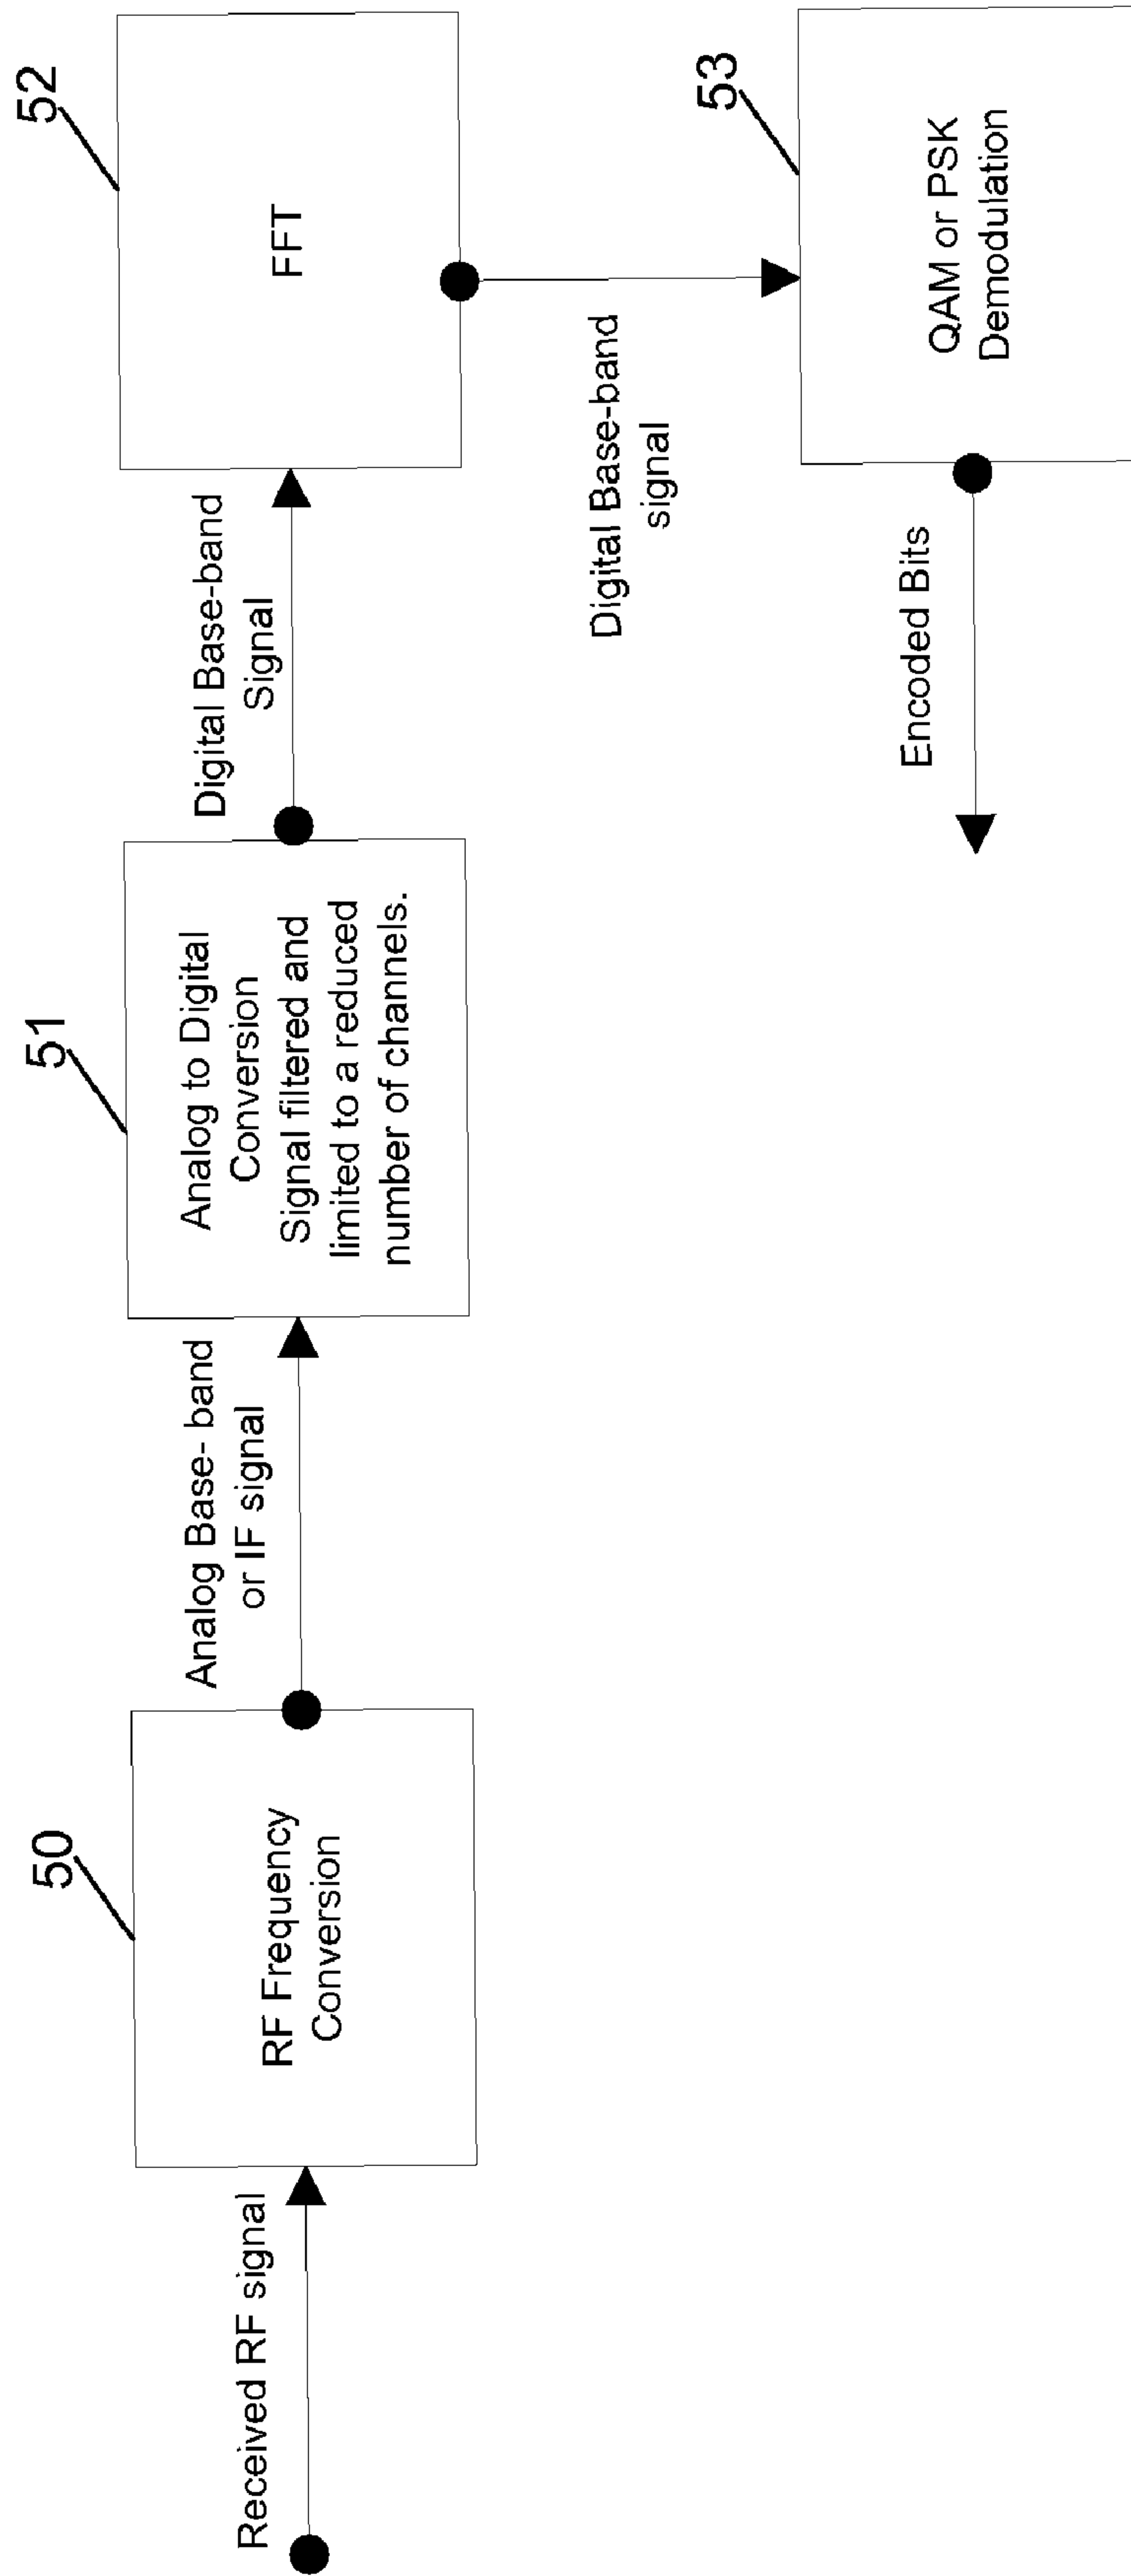 Received RF signal
50
RF Frequency
Conversion
Analog Base- band
or IF signal
51
Analog to Digital
Conversion
Signal filtered and
limited to a reduced
number of channels.
Digital Base-band
Signal
52
FFT
Digital Base-band
signal
53
QAM or PSK
Demodulation
Encoded Bits